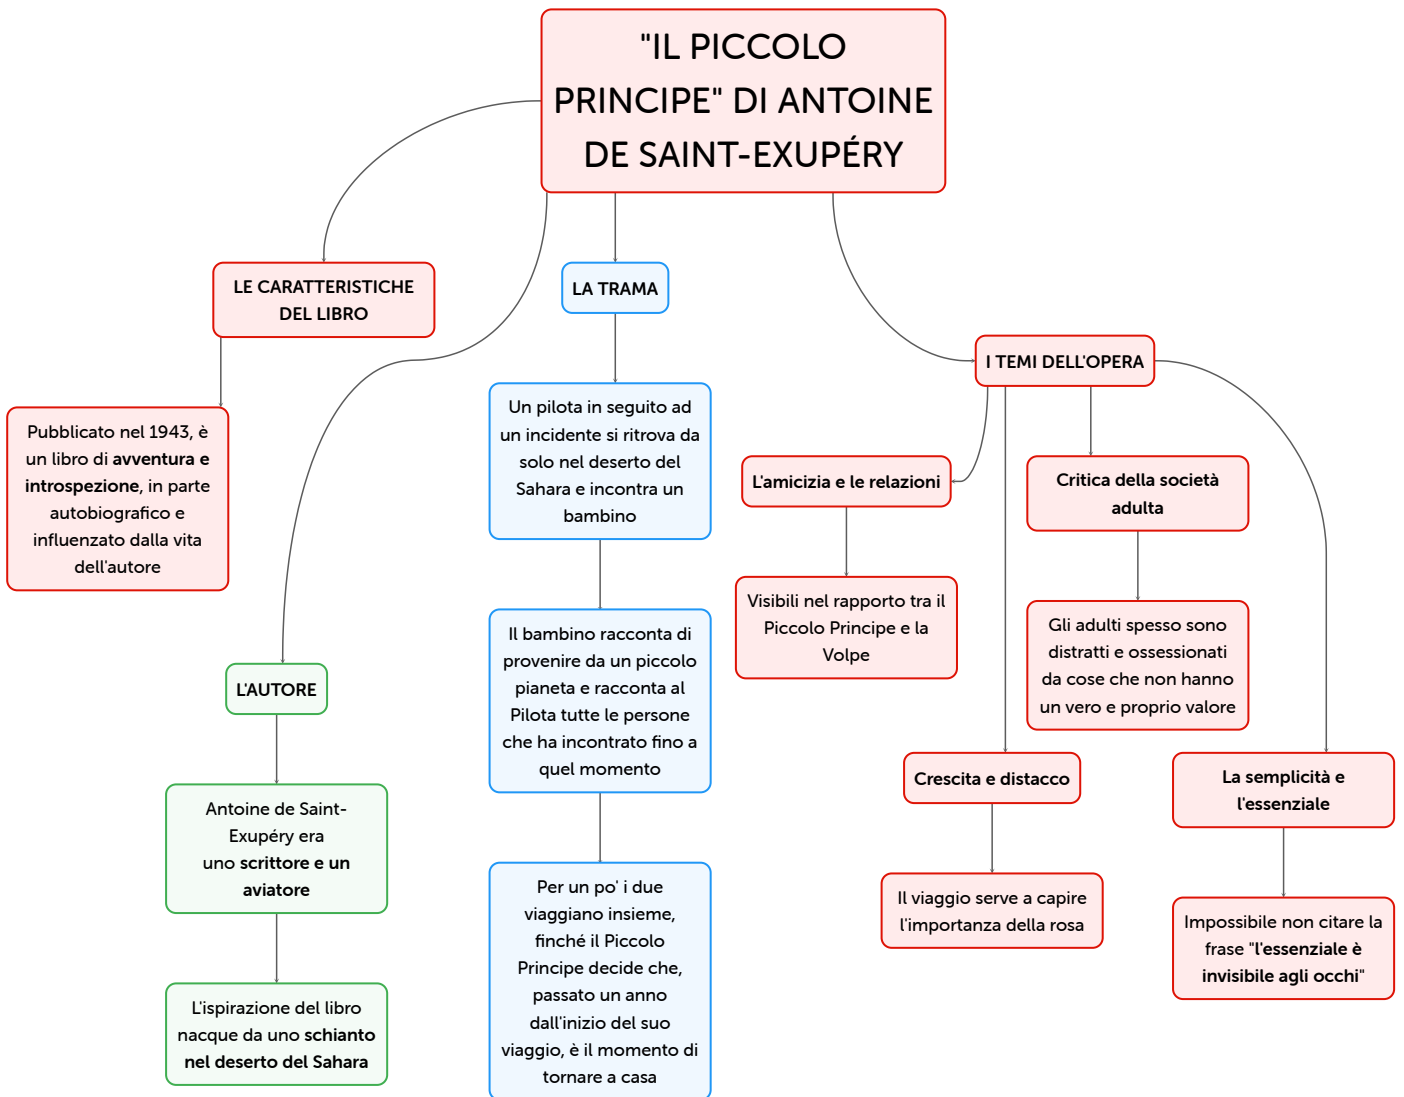 "IL PICCOLO
PRINCIPE" DI ANTOINE
DE SAINT-EXUPÉRY
LE CARATTERISTICHE
DEL LIBRO
Pubblicato nel 1943, è
un libro di avventura e
introspezione, in parte
autobiografico e
influenzato dalla vita
dell'autore
L'AUTORE
Antoine de Saint-
Exupéry era
uno scrittore e un
aviatore
L'ispirazione del libro
nacque da uno schianto
nel deserto del Sahara
LA TRAMA
Un pilota in seguito ad
un incidente si ritrova da
solo nel deserto del
Sahara e incontra un
bambino
Il bambino racconta di
provenire da un piccolo
pianeta e racconta al
Pilota tutte le persone
che ha incontrato fino a
quel momento
Per un po' i due
viaggiano insieme,
finché il Piccolo
Principe decide che,
passato un anno
dall'inizio del suo
viaggio, è il momento di
tornare a casa
I TEMI DELL'OPERA
L'amicizia e le relazioni
Visibili nel rapporto tra il
Piccolo Principe e la
Volpe
Critica della società
adulta
Gli adulti spesso sono
distratti e ossessionati
da cose che non hanno
un vero e proprio valore
Crescita e distacco
Il viaggio serve a capire
l'importanza della rosa
La semplicità e
l'essenziale
Impossibile non citare la
frase "l'essenziale è
invisibile agli occhi"